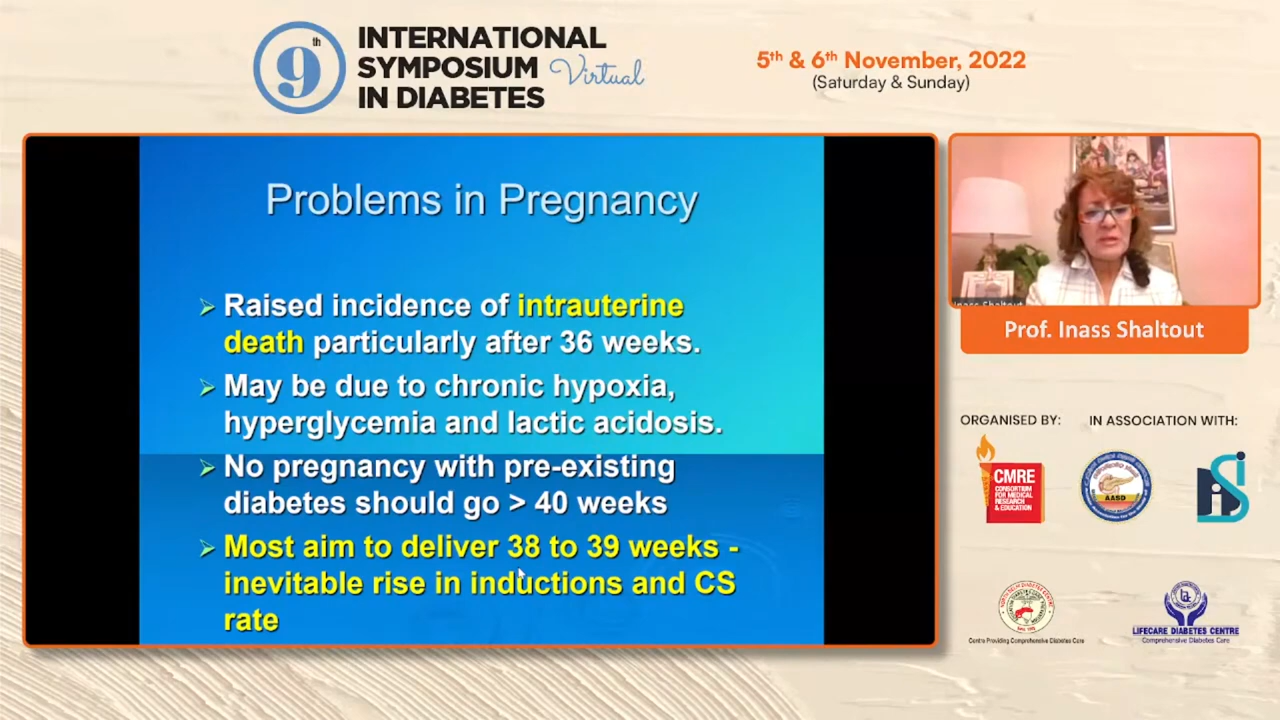 9th
INTERNATIONAL
SYMPOSIUM Virtual
IN DIABETES
5th & 6th November, 2022
(Saturday & Sunday)
Problems in Pregnancy
Raised incidence of intrauterine
death particularly after 36 weeks.
May be due to chronic hypoxia,
hyperglycemia and lactic acidosis.
No pregnancy with pre-existing
diabetes should go > 40 weeks
Most aim to deliver 38 to 39 weeks -
inevitable rise in inductions and CS
rate
Inass Shaltout
Prof. Inass Shaltout
ORGANISED BY:
IN ASSOCIATION WITH:
CMRE
CONSORTIUM
FOR MEDICAL
RESEARCH
& EDUCATION
AASD
Centre Providing Comprehensive Diabetes Care
LIFECARE DIABETES CENTRE
Comprehensive Diabetes Care